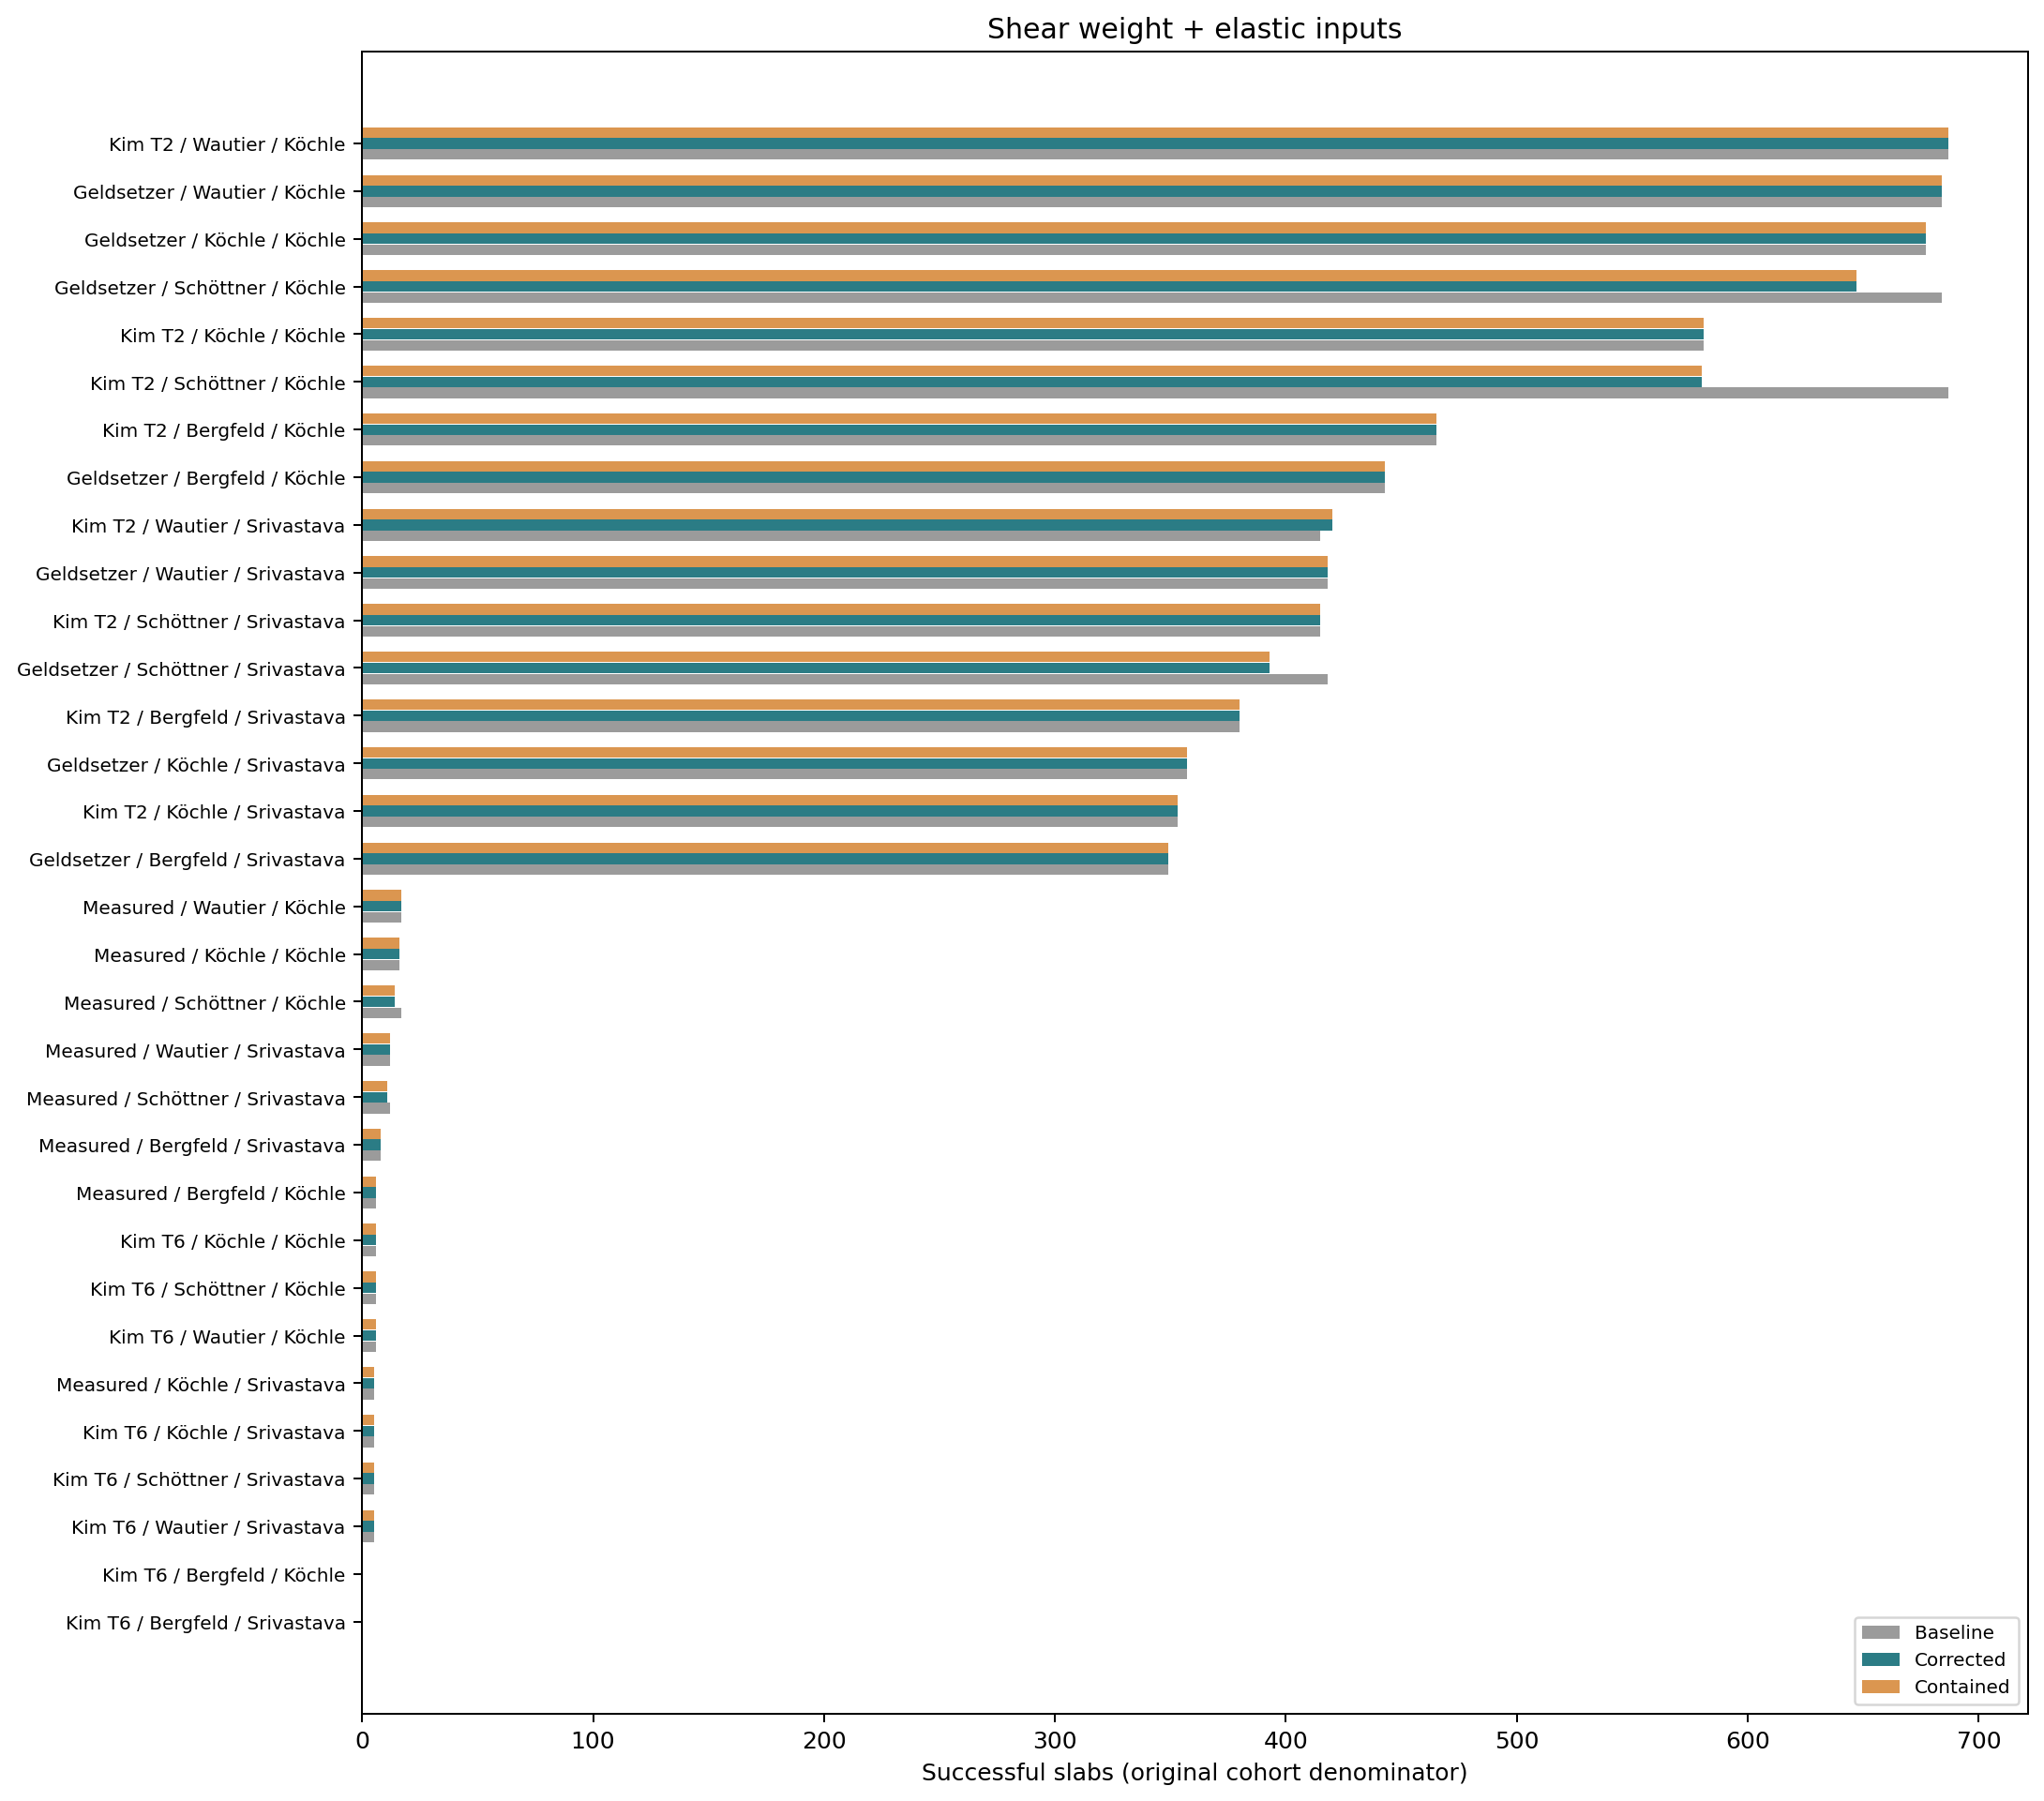 Shear weight + elastic inputs
Kim T2 / Wautier / Köchle
Geldsetzer / Wautier / Köchle
Geldsetzer / Köchle / Köchle
Geldsetzer / Schöttner / Köchle
Kim T2 / Köchle / Köchle
Kim T2 / Schöttner / Köchle
Kim T2 / Bergfeld / Köchle
Geldsetzer / Bergfeld / Köchle
Kim T2 / Wautier / Srivastava
Geldsetzer / Wautier / Srivastava
Kim T2 / Schöttner / Srivastava
Geldsetzer / Schöttner / Srivastava
Kim T2 / Bergfeld / Srivastava
Geldsetzer / Köchle / Srivastava
Kim T2 / Köchle / Srivastava
Geldsetzer / Bergfeld / Srivastava
Measured / Wautier / Köchle
Measured / Köchle / Köchle
Measured / Schöttner / Köchle
Measured / Wautier / Srivastava
Measured / Schöttner / Srivastava
Measured / Bergfeld / Srivastava
Measured / Bergfeld / Köchle
Kim T6 / Köchle / Köchle
Kim T6 / Schöttner / Köchle
Kim T6 / Wautier / Köchle
Measured / Köchle / Srivastava
Kim T6 / Köchle / Srivastava
Kim T6 / Schöttner / Srivastava
Kim T6 / Wautier / Srivastava
Kim T6 / Bergfeld / Köchle
Kim T6 / Bergfeld / Srivastava
Baseline
Corrected
Contained
0 100 200 300 400 500 600 700
Successful slabs (original cohort denominator)